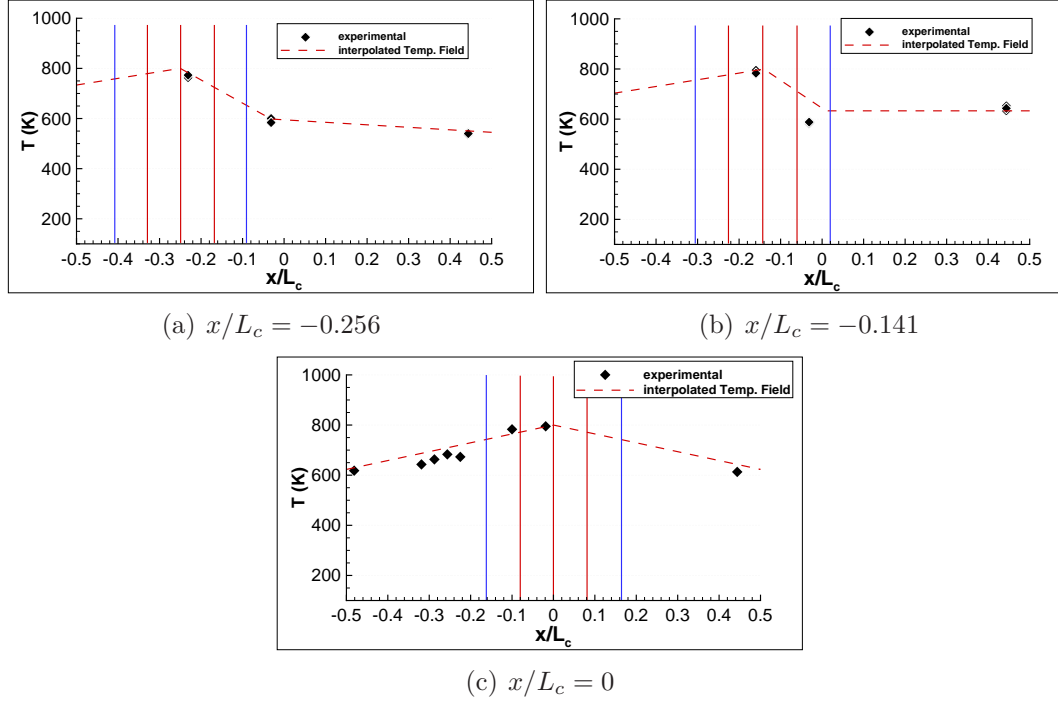 1000
800
600
400
200
T (K)
-0.5 -0.4 -0.3 -0.2 -0.1 0 0.1 0.2 0.3 0.4 0.5
x/Lc
experimental
interpolated Temp. Field
(a) x/Lc = −0.256
1000
800
600
400
200
T (K)
-0.5 -0.4 -0.3 -0.2 -0.1 0 0.1 0.2 0.3 0.4 0.5
x/Lc
experimental
interpolated Temp. Field
(b) x/Lc = −0.141
1000
800
600
400
200
T (K)
-0.5 -0.4 -0.3 -0.2 -0.1 0 0.1 0.2 0.3 0.4 0.5
x/Lc
experimental
interpolated Temp. Field
(c) x/Lc = 0